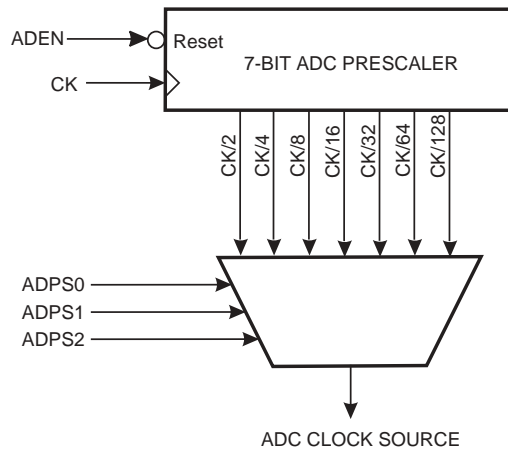 ADEN
Reset
7-BIT ADC PRESCALER
CK
CK/2
CK/4
CK/8
CK/16
CK/32
CK/64
CK/128
ADPS0
ADPS1
ADPS2
ADC CLOCK SOURCE